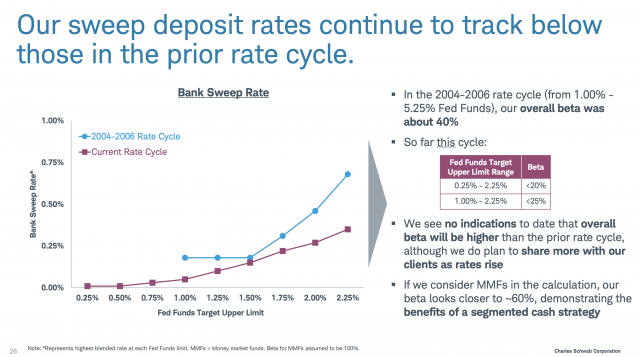 Our sweep deposit rates continue to track below
those in the prior rate cycle.
Bank Sweep Rate
1.00%
0.75%
0.50%
0.25%
0.00%
Bank Sweep Rate*
2004-2006 Rate Cycle
Current Rate Cycle
0.25% 0.50% 0.75% 1.00% 1.25% 1.50% 1.75% 2.00% 2.25%
Fed Funds Target Upper Limit
▪ In the 2004-2006 rate cycle (from 1.00% -
5.25% Fed Funds), our overall beta was
about 40%
▪ So far this cycle:
Fed Funds Target
Upper Limit Range Beta
0.25% - 2.25% <20%
1.00% - 2.25% <25%
▪ We see no indications to date that overall
beta will be higher than the prior rate cycle,
although we do plan to share more with our
clients as rates rise
▪ If we consider MMFs in the calculation, our
beta looks closer to ~60%, demonstrating the
benefits of a segmented cash strategy
26 Note: *Represents highest blended rate at each Fed Funds limit. MMFs = Money market funds. Beta for MMFs assumed to be 100%.
Charles Schwab Corporation